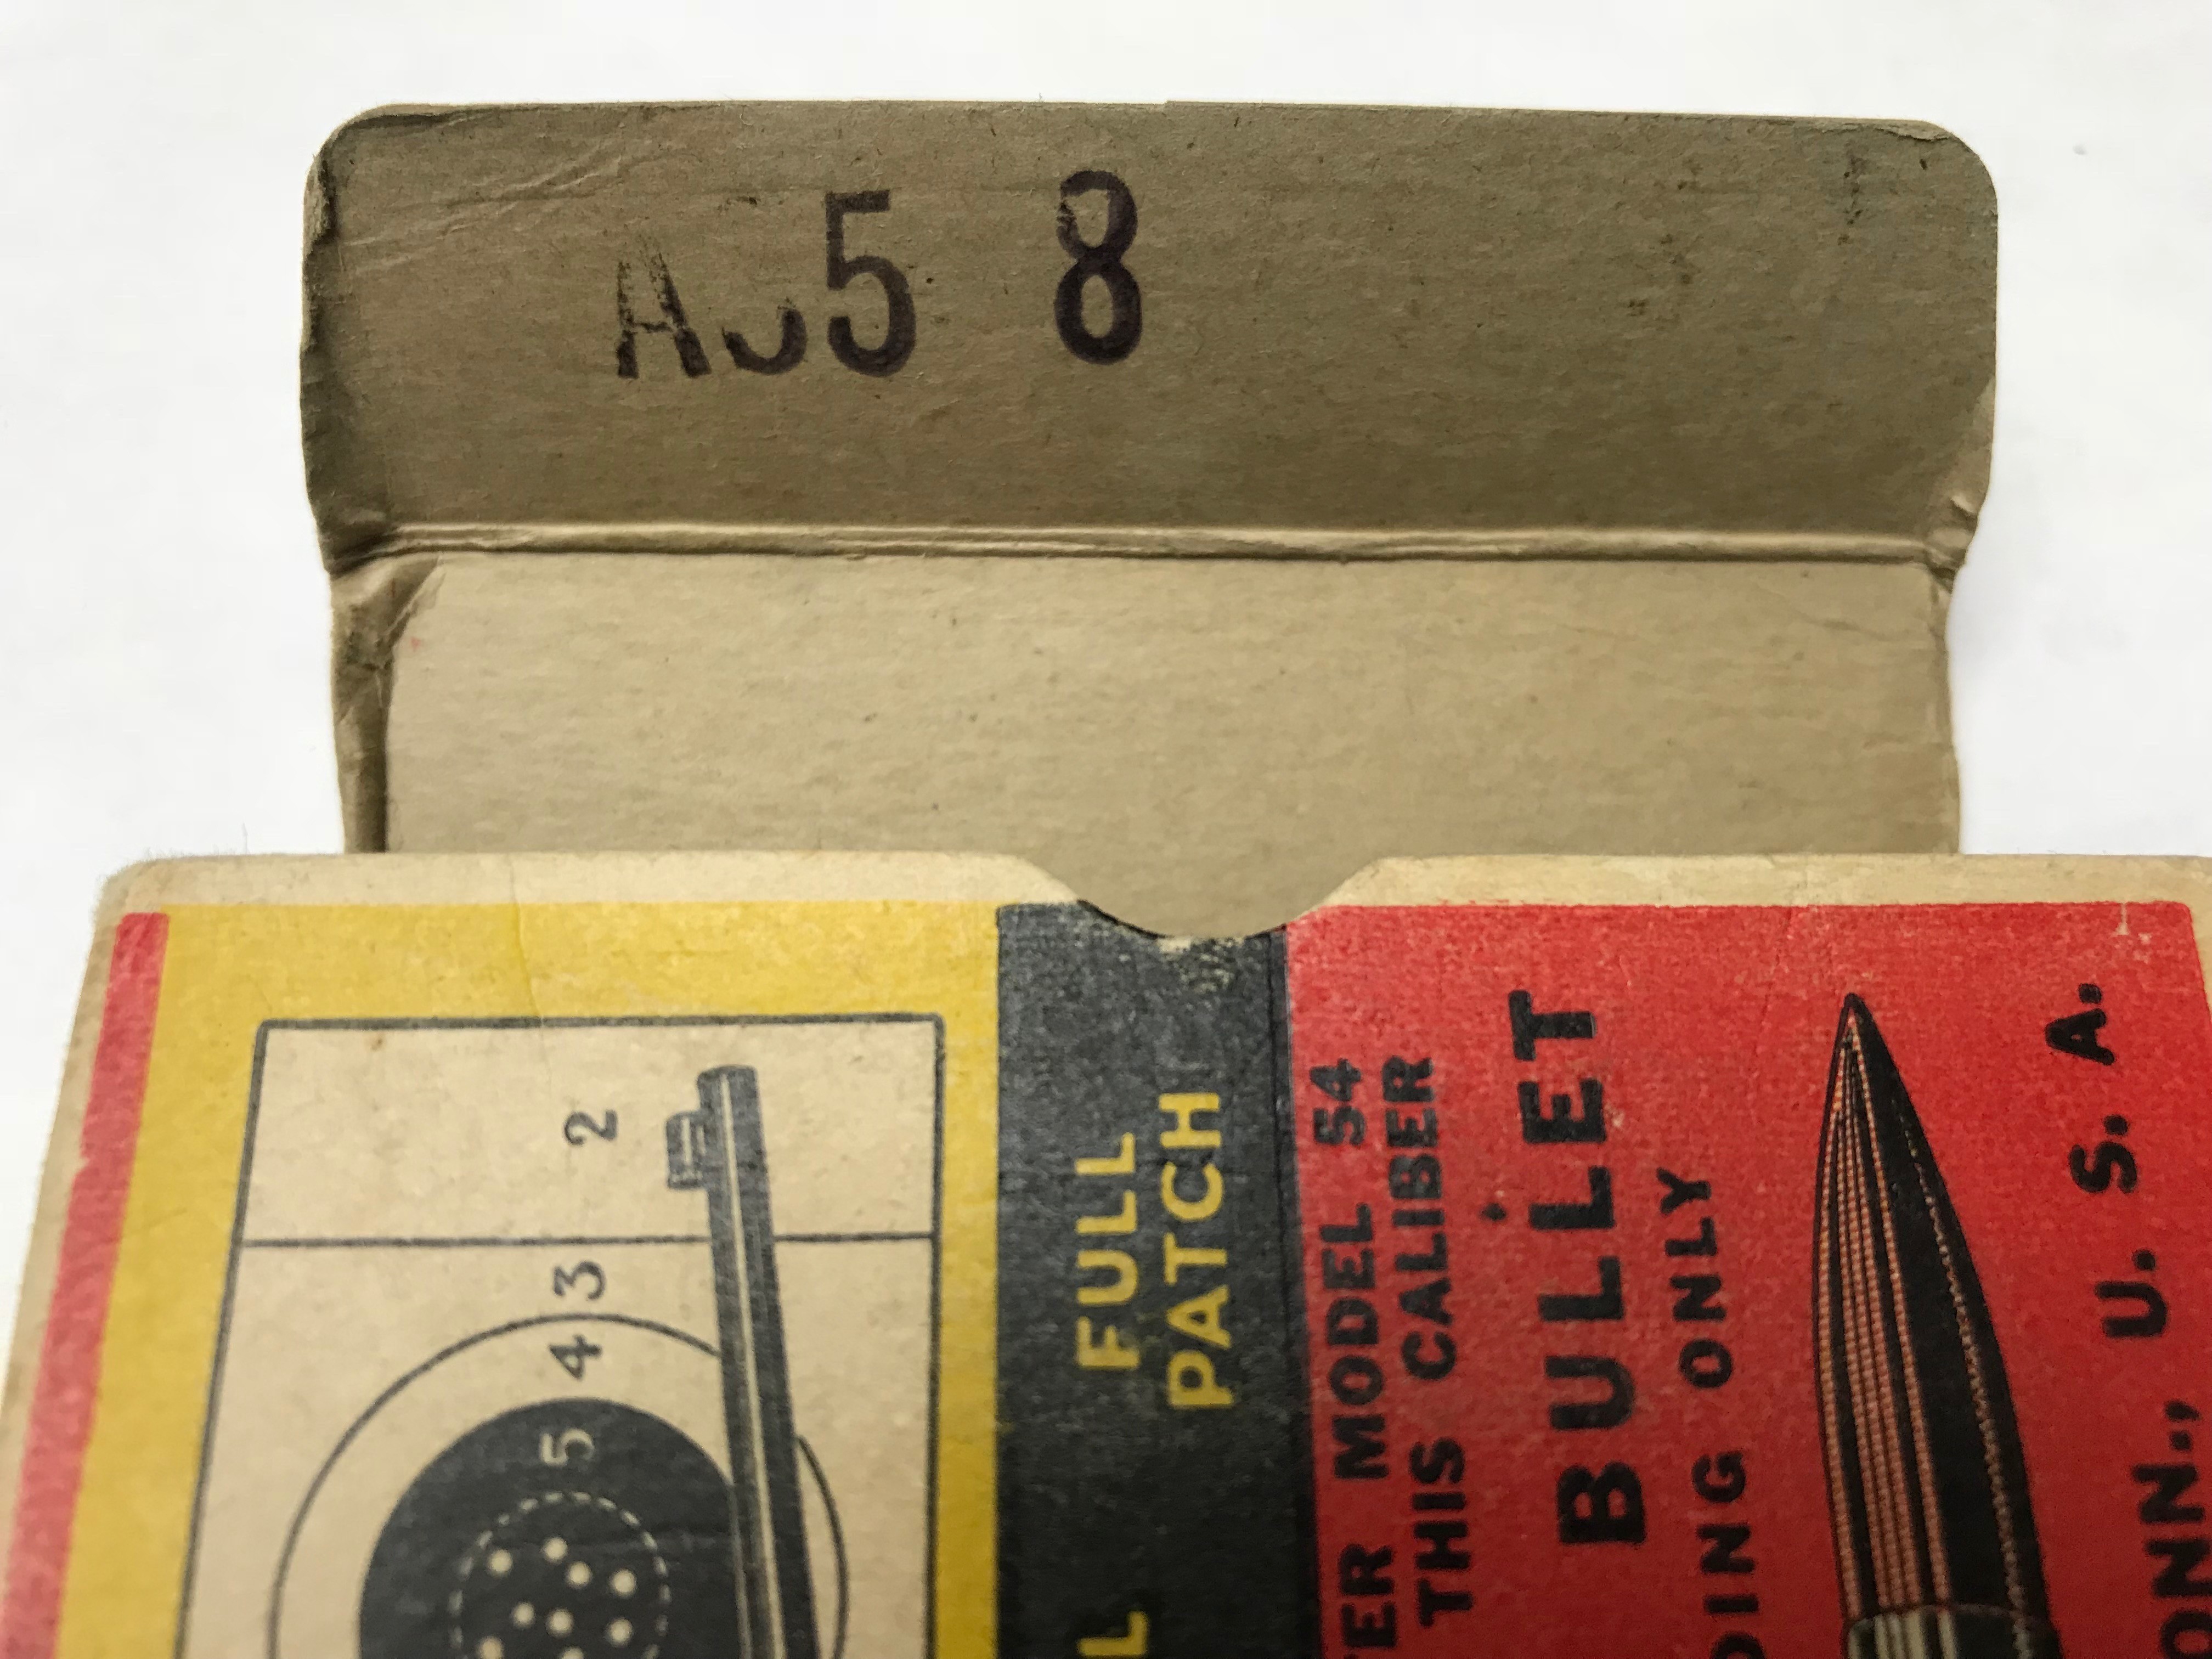 A 5 8
2
3
4
5
FULL
PATCH
MODEL 54
THIS CALIBER
BULLET
ONLY
U. S. A.